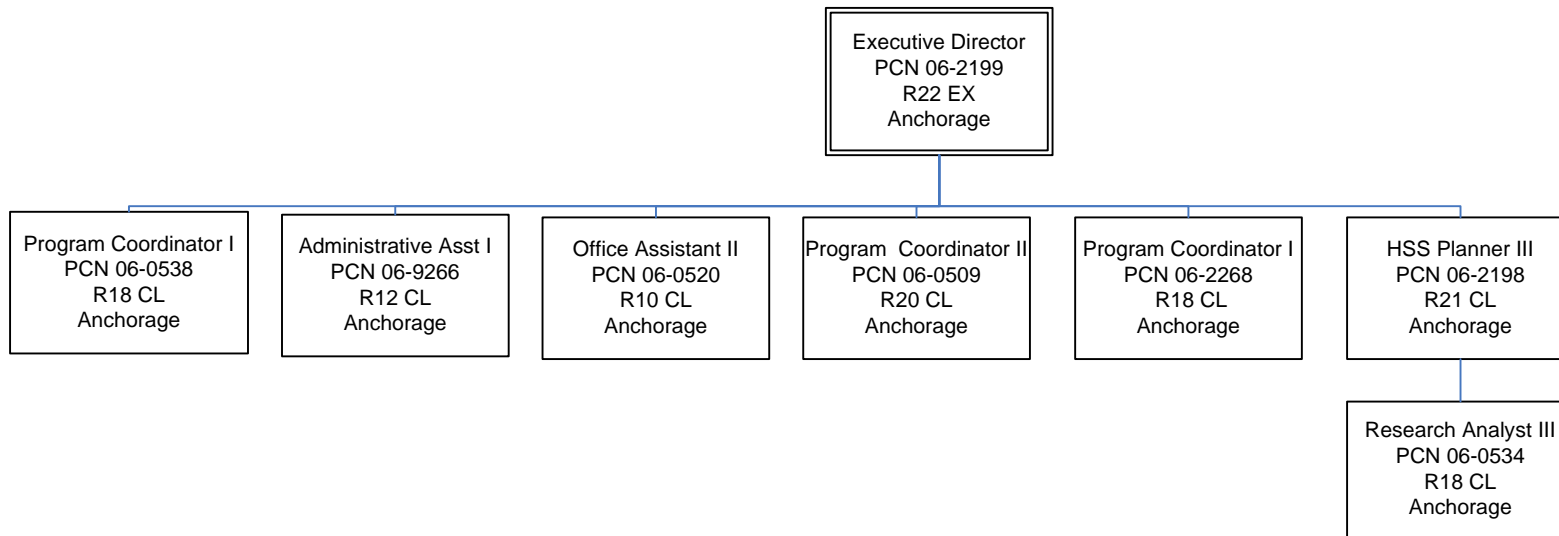 Executive Director
PCN 06-2199
R22 EX
Anchorage
Program Coordinator I
PCN 06-0538
R18 CL
Anchorage
Administrative Asst I
PCN 06-9266
R12 CL
Anchorage
Office Assistant II
PCN 06-0520
R10 CL
Anchorage
Program  Coordinator II
PCN 06-0509
R20 CL
Anchorage
Program Coordinator I
PCN 06-2268
R18 CL
Anchorage
HSS Planner III
PCN 06-2198
R21 CL
Anchorage
Research Analyst III
PCN 06-0534
R18 CL
Anchorage